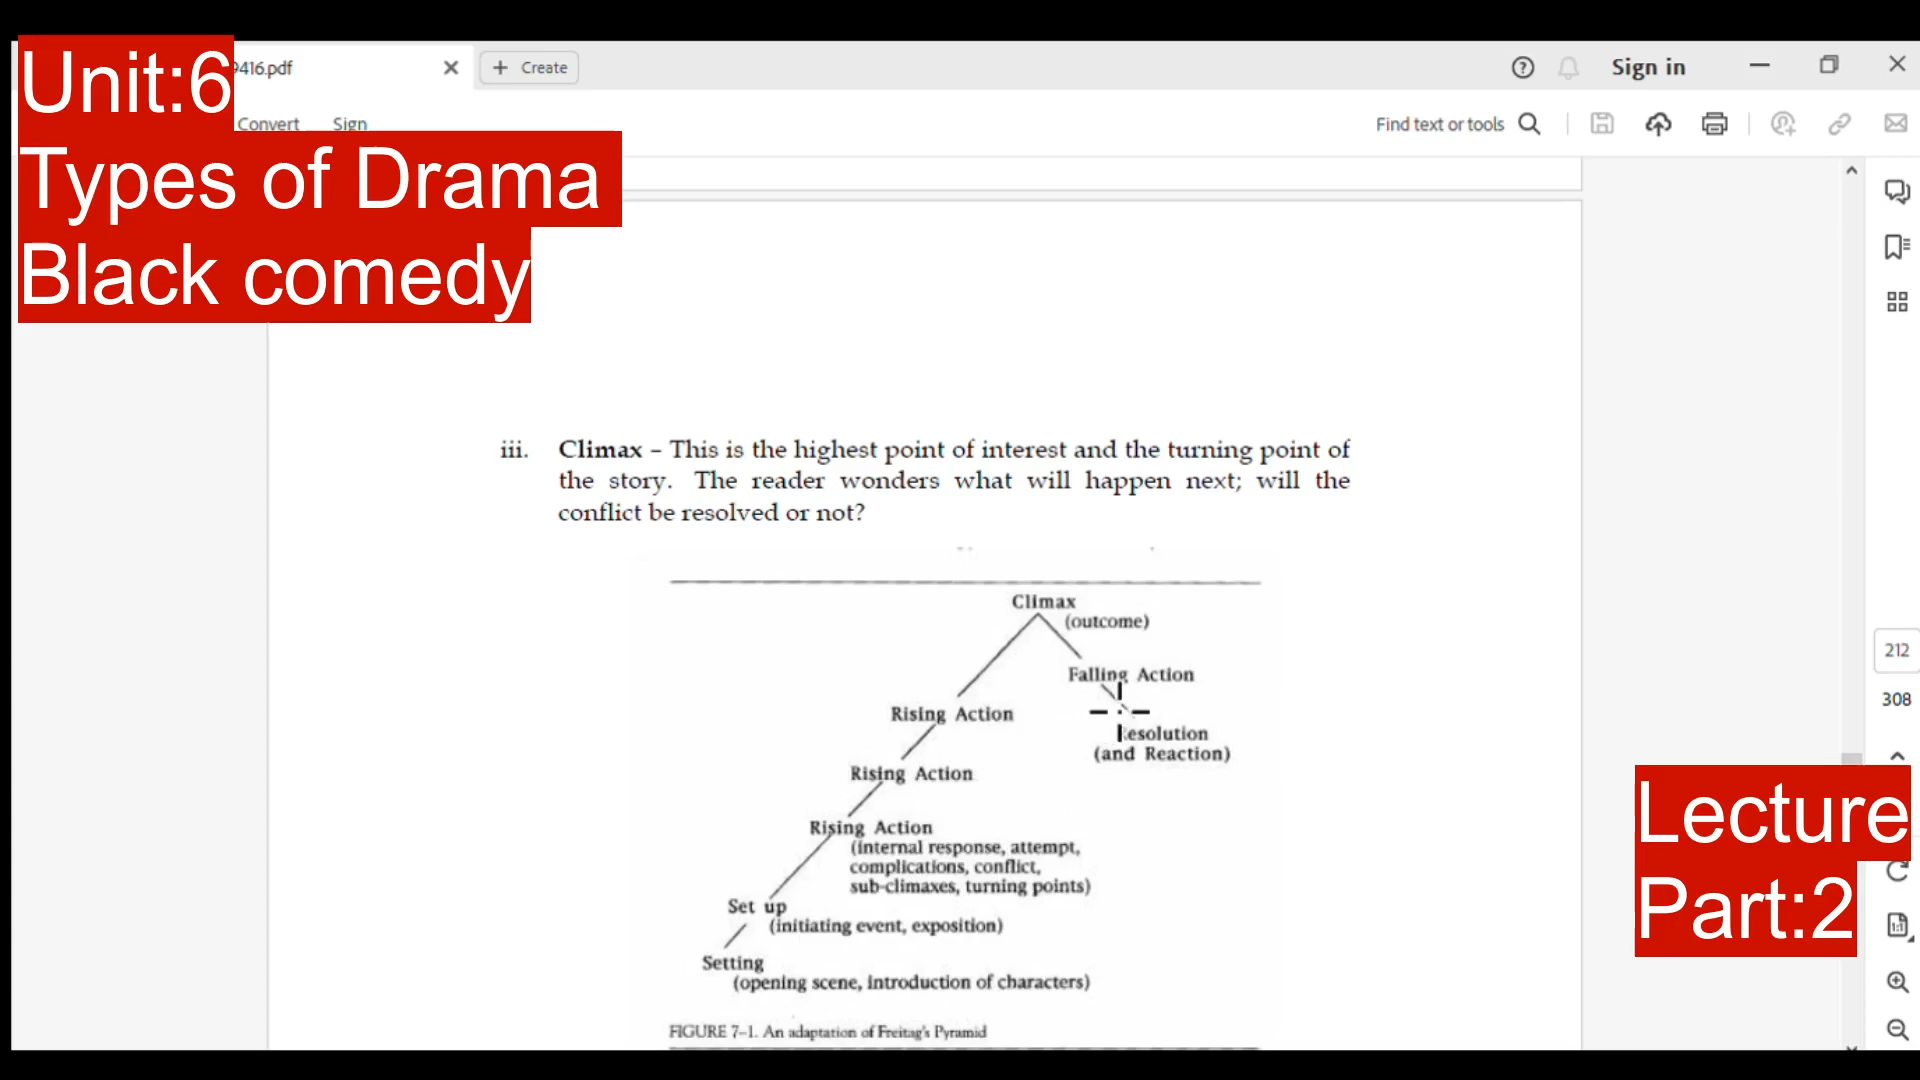 Unit:6
Types of Drama
Black comedy
9416.pdf
Create
Sign in
Convert Sign
Find text or tools
iii. Climax – This is the highest point of interest and the turning point of
the story. The reader wonders what will happen next; will the
conflict be resolved or not?
Climax
(outcome)
Falling Action
Rising Action
(and Reaction)
Rising Action
Rising Action
(internal response, attempt,
complications, conflict,
sub-climaxes, turning points)
Set up
(initiating event, exposition)
Setting
(opening scene, introduction of characters)
FIGURE 7–1. An adaptation of Freitag's Pyramid
212
308
Lecture
Part:2